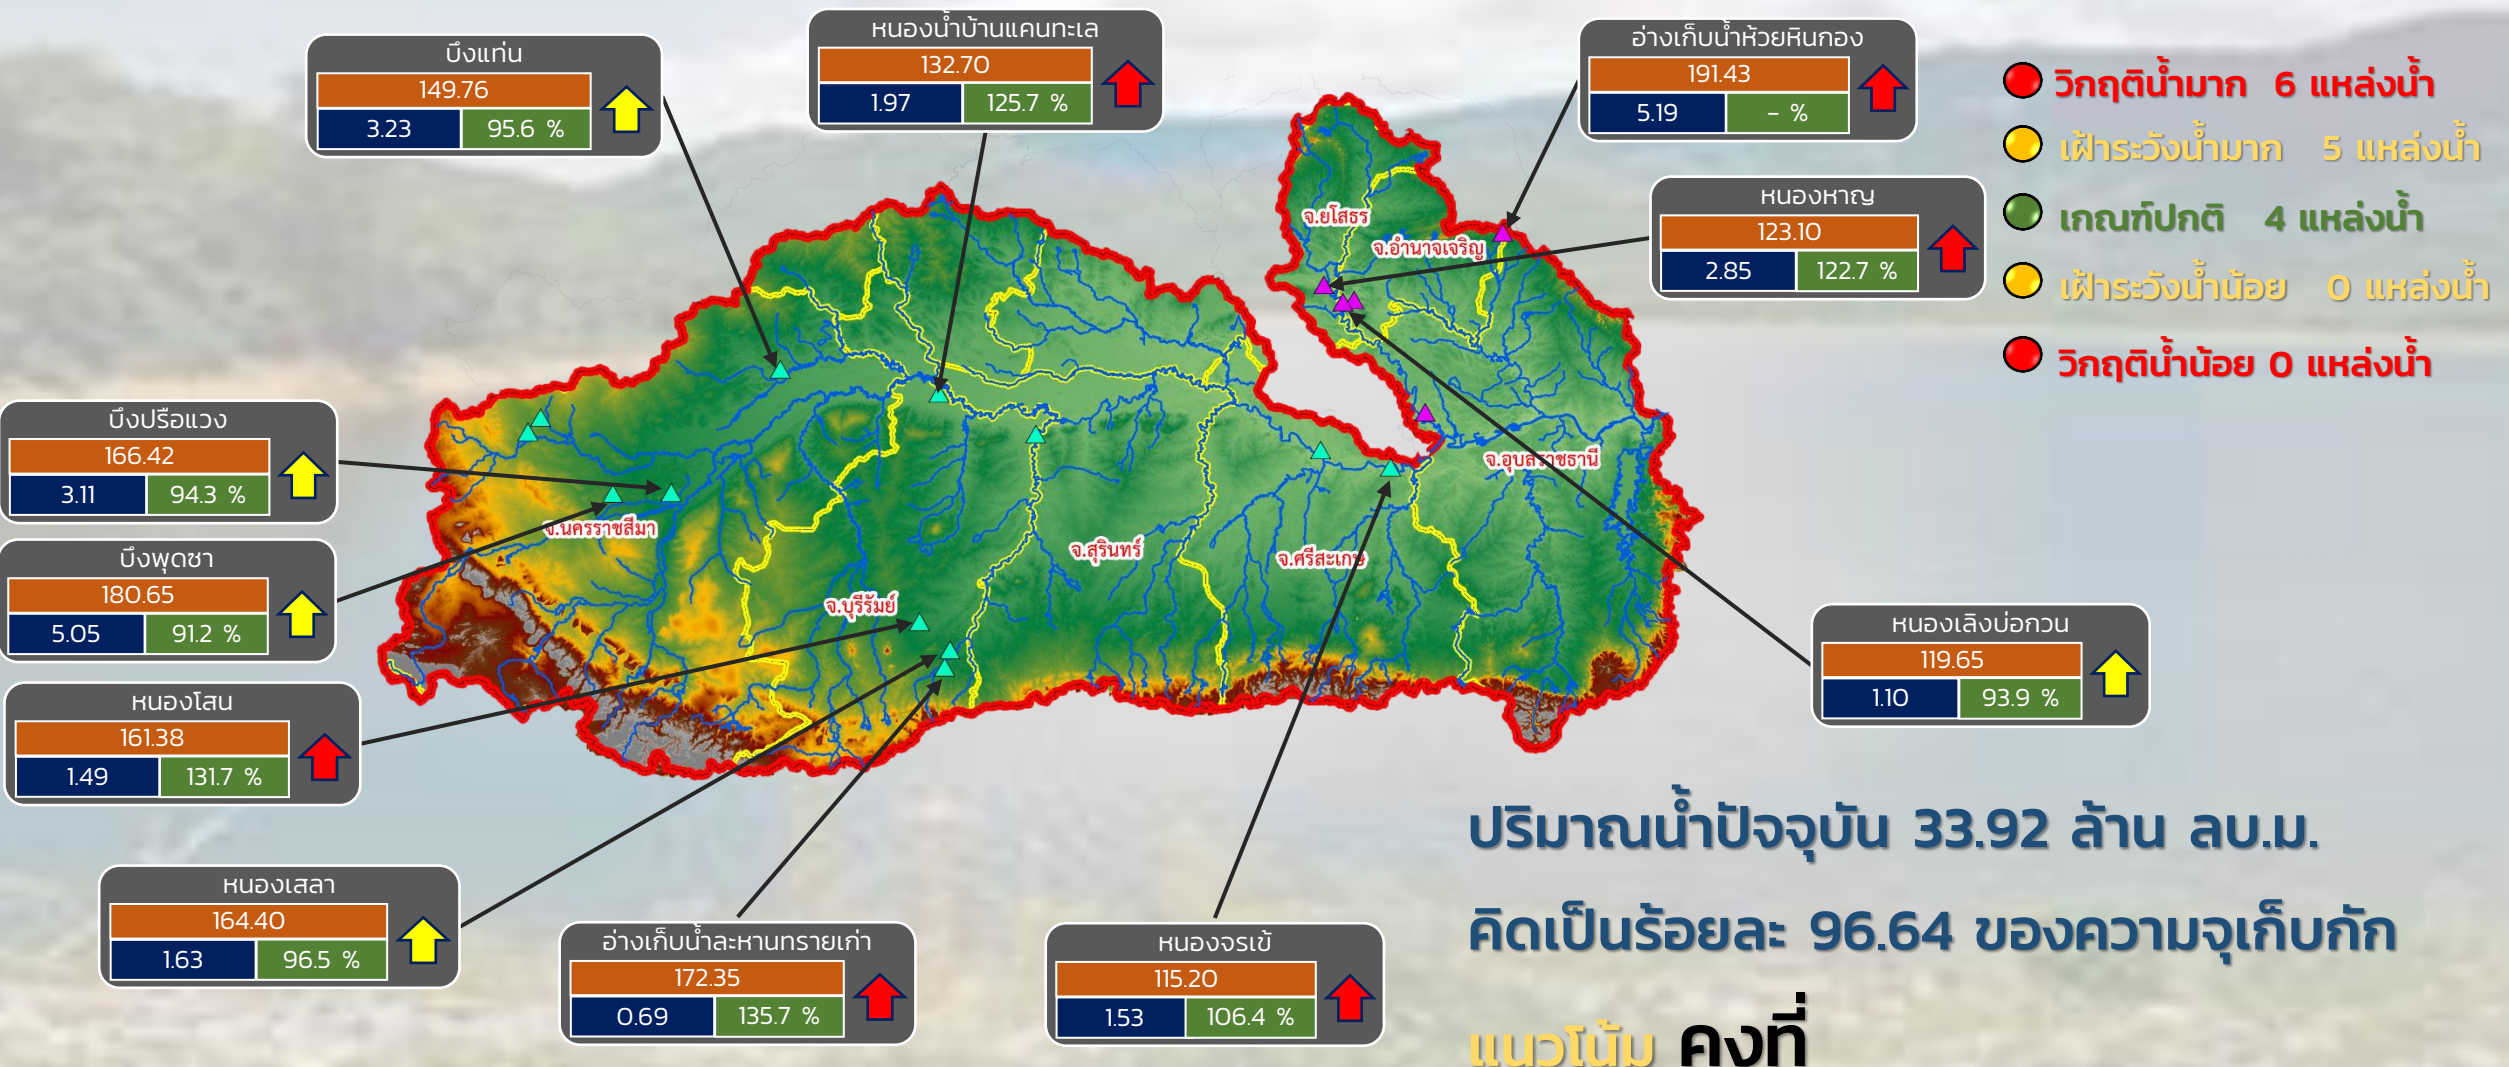 บึงแท่น
149.76
3.23 95.6 %
หนองน้ำบ้านแคนทะเล
132.70
1.97 125.7 %
อ่างเก็บน้ำห้วยหินกอง
191.43
5.19 - %
หนองหาญ
123.10
2.85 122.7 %
วิกฤติน้ำมาก 6 แหล่งน้ำ
เฝ้าระวังน้ำมาก 5 แหล่งน้ำ
เกณฑ์ปกติ 4 แหล่งน้ำ
เฝ้าระวังน้ำน้อย 0 แหล่งน้ำ
วิกฤติน้ำน้อย 0 แหล่งน้ำ
จ.ยโสธร
จ.อำนาจเจริญ
จ.อุบลราชธานี
จ.นครราชสีมา
จ.สุรินทร์
จ.ศรีสะเกษ
จ.บุรีรัมย์
บึงปรือแวง
166.42
3.11 94.3 %
บึงพุดซา
180.65
5.05 91.2 %
หนองโสน
161.38
1.49 131.7 %
หนองเสลา
164.40
1.63 96.5 %
อ่างเก็บน้ำละหานทรายเก่า
172.35
0.69 135.7 %
หนองจรเข้
115.20
1.53 106.4 %
หนองเลิงบ่อกวน
119.65
1.10 93.9 %
ปริมาณน้ำปัจจุบัน 33.92 ล้าน ลบ.ม.
คิดเป็นร้อยละ 96.64 ของความจุเก็บกัก
แนวโน้ม คงที่